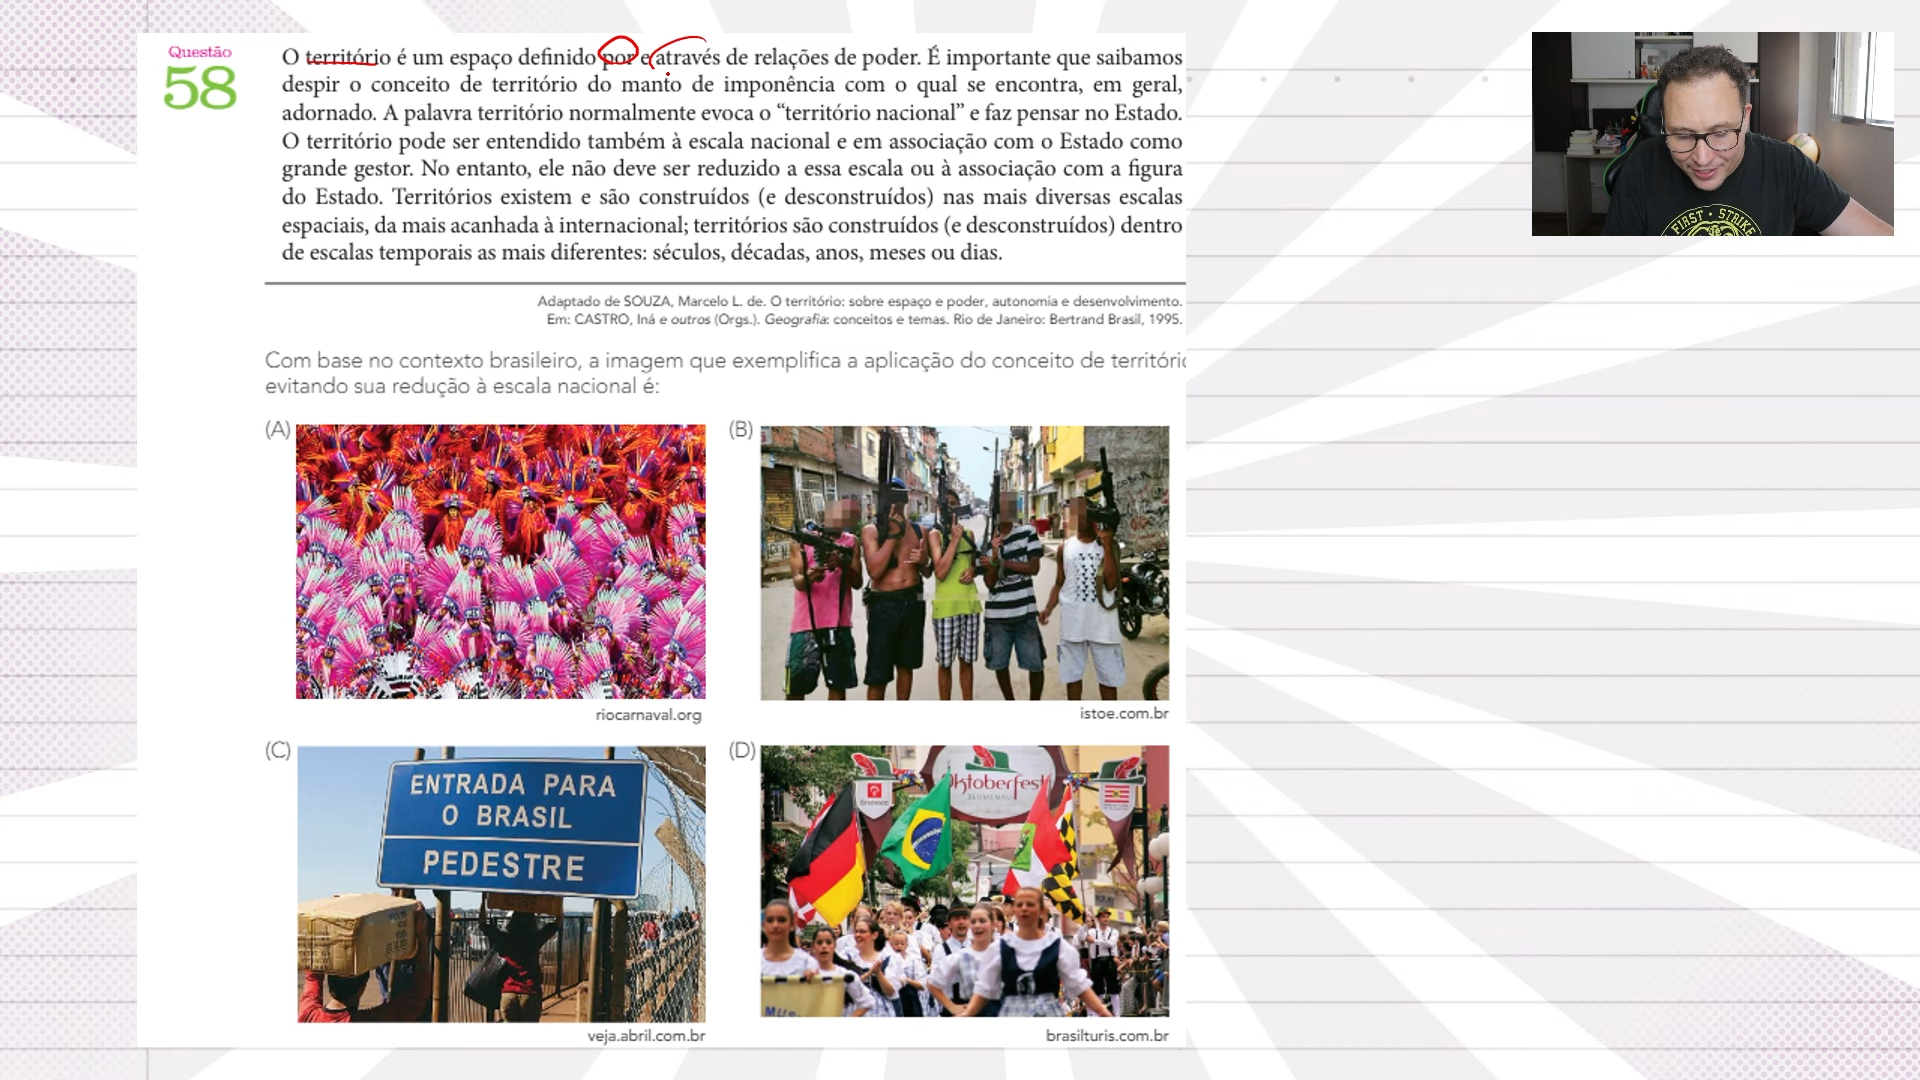 Questão
58
O território é um espaço definido por e através de relações de poder. É importante que saibamos
despir o conceito de território do manto de imponência com o qual se encontra, em geral,
adornado. A palavra território normalmente evoca o “território nacional” e faz pensar no Estado.
O território pode ser entendido também à escala nacional e em associação com o Estado como
grande gestor. No entanto, ele não deve ser reduzido a essa escala ou à associação com a figura
do Estado. Territórios existem e são construídos (e desconstruídos) nas mais diversas escalas
espaciais, da mais acanhada à internacional; territórios são construídos (e desconstruídos) dentro
de escalas temporais as mais diferentes: séculos, décadas, anos, meses ou dias.
Adaptado de SOUZA, Marcelo L. de. O território: sobre espaço e poder, autonomia e desenvolvimento.
Em: CASTRO, Iná e outros (Orgs.). Geografia: conceitos e temas. Rio de Janeiro: Bertrand Brasil, 1995.
Com base no contexto brasileiro, a imagem que exemplifica a aplicação do conceito de território
evitando sua redução à escala nacional é:
(A)
riocarnaval.org
(B)
istoe.com.br
(C)
ENTRADA PARA
O BRASIL
PEDESTRE
veja.abril.com.br
(D)
Oktoberfest
BLUMENAU
brasilturis.com.br
FIRST • STRIKE